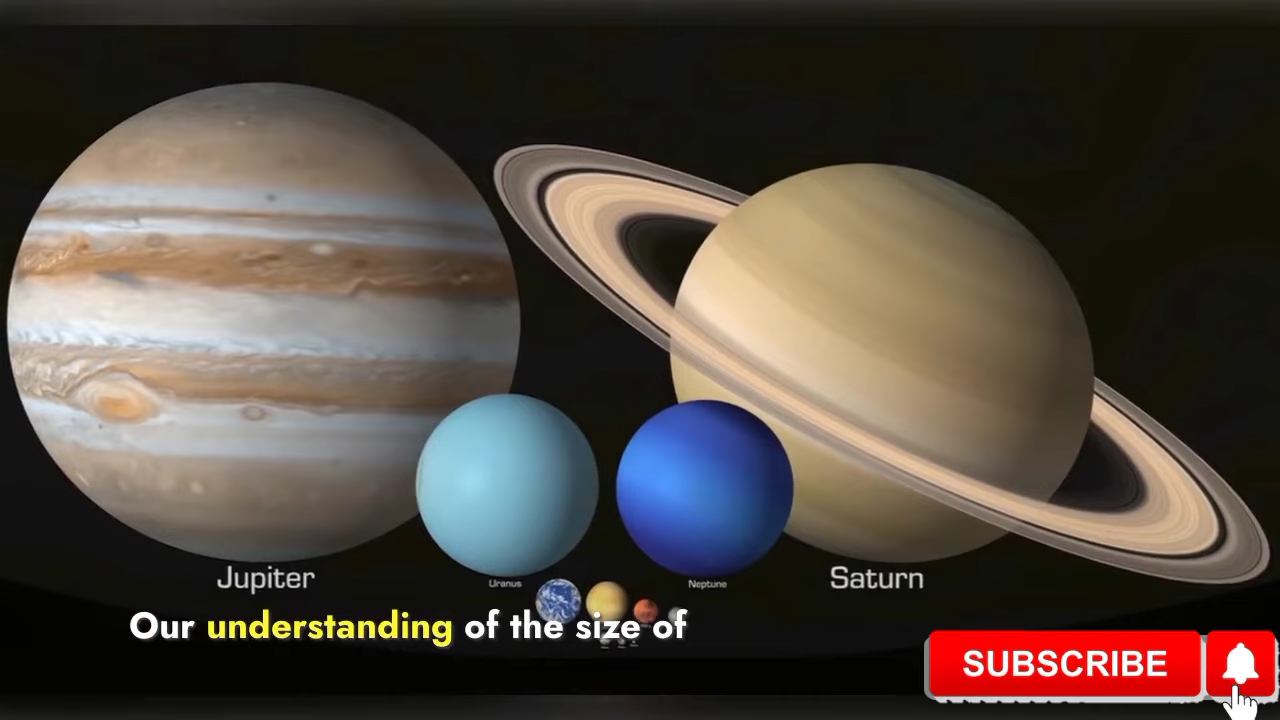 Jupiter
Uranus
Neptune
Saturn
Our understanding of the size of
SUBSCRIBE